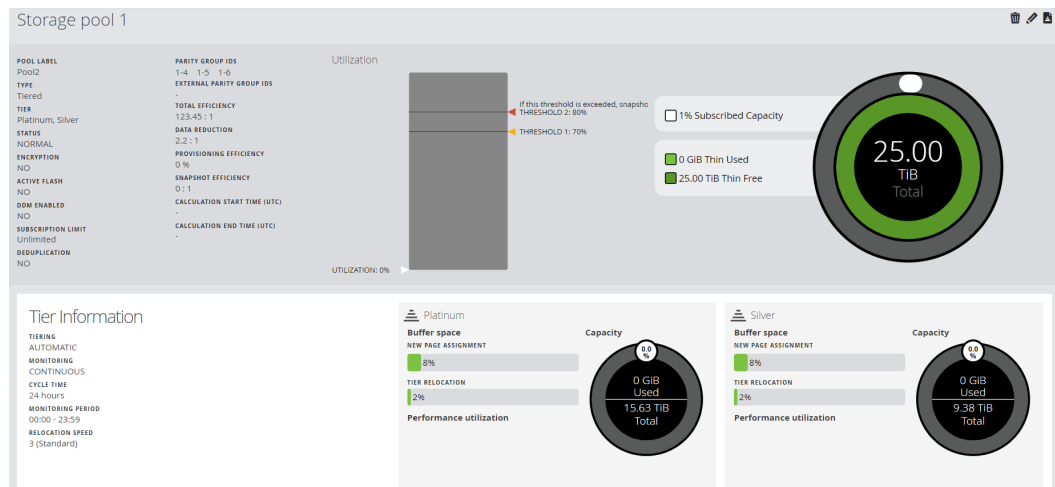 Storage pool 1
POOL LABEL
Pool2
TYPE
Tiered
TIER
Platinum, Silver
STATUS
NORMAL
ENCRYPTION
NO
ACTIVE FLASH
NO
DDM ENABLED
NO
SUBSCRIPTION LIMIT
Unlimited
DEDUPLICATION
NO
PARITY GROUP IDS
1-4 1-5 1-6
EXTERNAL PARITY GROUP IDS
-
TOTAL EFFICIENCY
123.45 : 1
DATA REDUCTION
2.2 : 1
PROVISIONING EFFICIENCY
0 %
SNAPSHOT EFFICIENCY
0 : 1
CALCULATION START TIME (UTC)
-
CALCULATION END TIME (UTC)
-
Utilization
If this threshold is exceeded, snapsho
THRESHOLD 2: 80%
THRESHOLD 1: 70%
UTILIZATION: 0%
1% Subscribed Capacity
0 GiB Thin Used
25.00 TiB Thin Free
25.00
TiB
Total
Tier Information
TIERING
AUTOMATIC
MONITORING
CONTINUOUS
CYCLE TIME
24 hours
MONITORING PERIOD
00:00 - 23:59
RELOCATION SPEED
3 (Standard)
Platinum
Buffer space
NEW PAGE ASSIGNMENT
8%
TIER RELOCATION
2%
Performance utilization
Capacity
0.0
%
0 GiB
Used
15.63 TiB
Total
Silver
Buffer space
NEW PAGE ASSIGNMENT
8%
TIER RELOCATION
2%
Performance utilization
Capacity
0.0
%
0 GiB
Used
9.38 TiB
Total